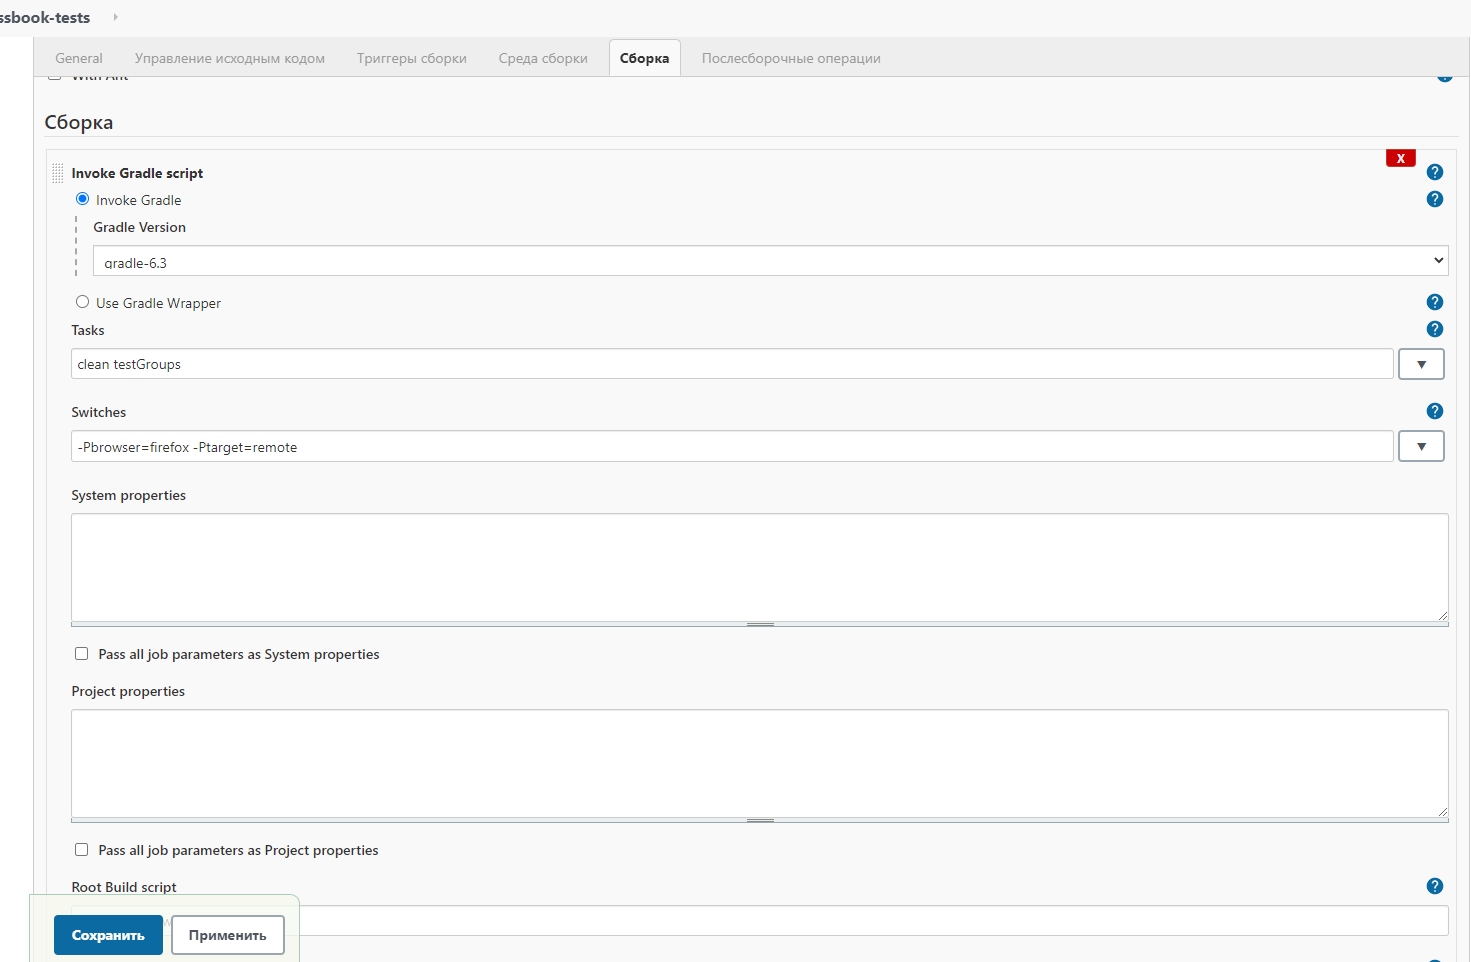 ssbook-tests
General Управление исходным кодом Триггеры сборки Среда сборки Сборка Послесборочные операции
With Ant
Сборка
X
Invoke Gradle script ?
Invoke Gradle ?
Gradle Version
gradle-6.3
Use Gradle Wrapper ?
Tasks ?
clean testGroups
Switches ?
-Pbrowser=firefox -Ptarget=remote
System properties
Pass all job parameters as System properties
Project properties
Pass all job parameters as Project properties
Root Build script ?
Сохранить Применить